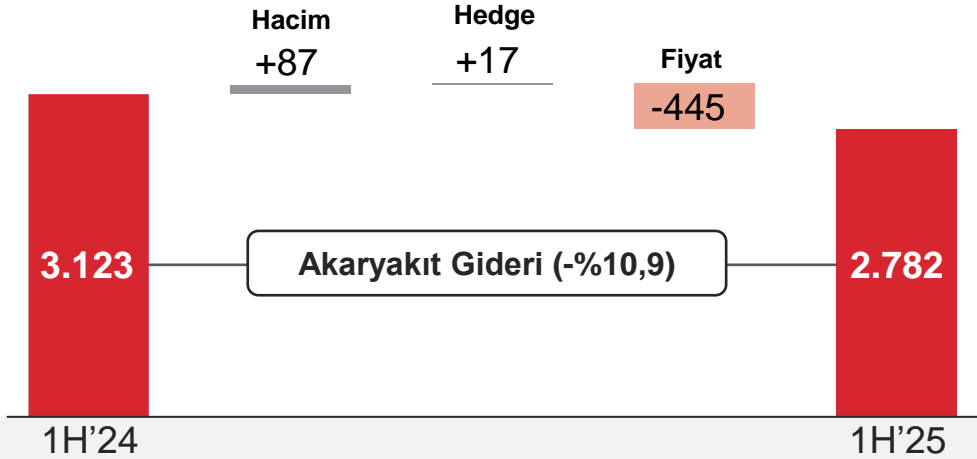 Hacim
+87
Hedge
+17
Fiyat
-445
3.123
Akaryakıt Gideri (-%10,9)
2.782
1H’24
1H’25